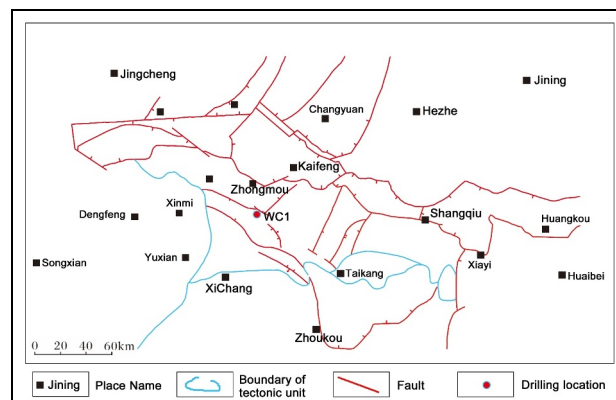 Jingcheng
Jining
Changyuan
Hezhe
Kaifeng
Zhongmou
Xinmi
Dengfeng
WC1
Shangqiu
Huangkou
Yuxian
Songxian
XiChang
Taikang
Xiayi
Huaibei
Zhoukou
0 20 40 60km
Jining Place Name
Boundary of
tectonic unit
Fault
Drilling location